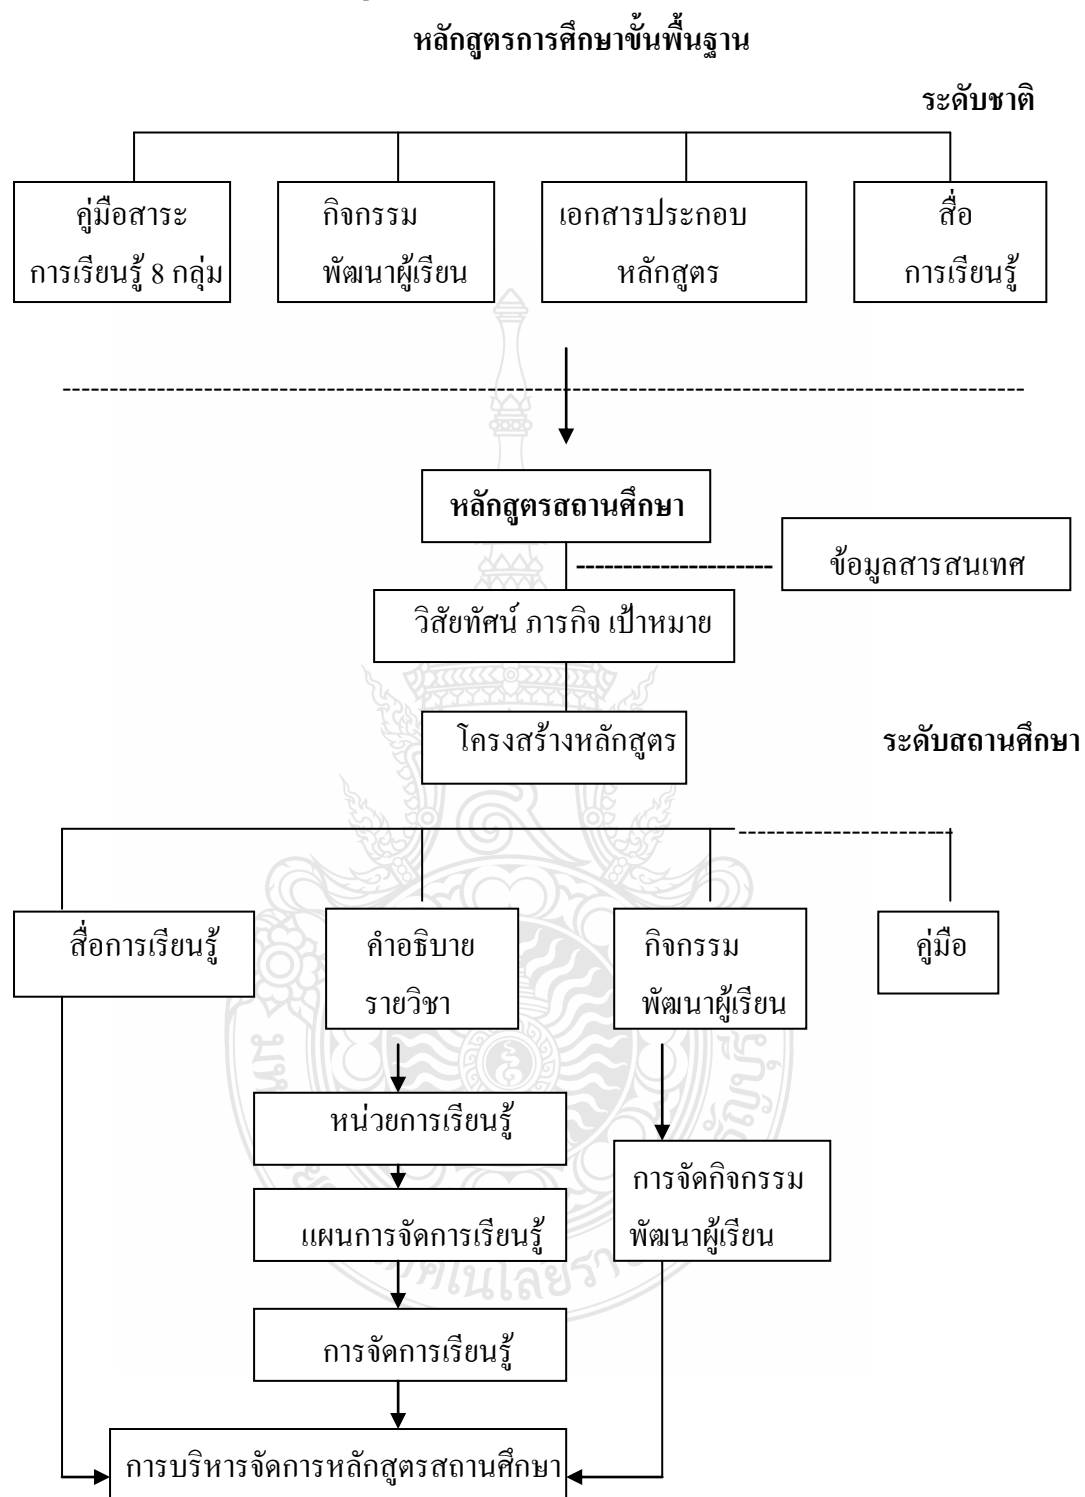 หลักสูตรการศึกษาขั้นพื้นฐาน
ระดับชาติ
คู่มือสาระ
การเรียนรู้ 8 กลุ่ม
กิจกรรม
พัฒนาผู้เรียน
เอกสารประกอบ
หลักสูตร
สื่อ
การเรียนรู้
หลักสูตรสถานศึกษา
ข้อมูลสารสนเทศ
วิสัยทัศน์ ภารกิจ เป้าหมาย
โครงสร้างหลักสูตร
ระดับสถานศึกษา
สื่อการเรียนรู้
คำอธิบาย
รายวิชา
กิจกรรม
พัฒนาผู้เรียน
คู่มือ
หน่วยการเรียนรู้
การจัดกิจกรรม
พัฒนาผู้เรียน
แผนการจัดการเรียนรู้
การจัดการเรียนรู้
การบริหารจัดการหลักสูตรสถานศึกษา